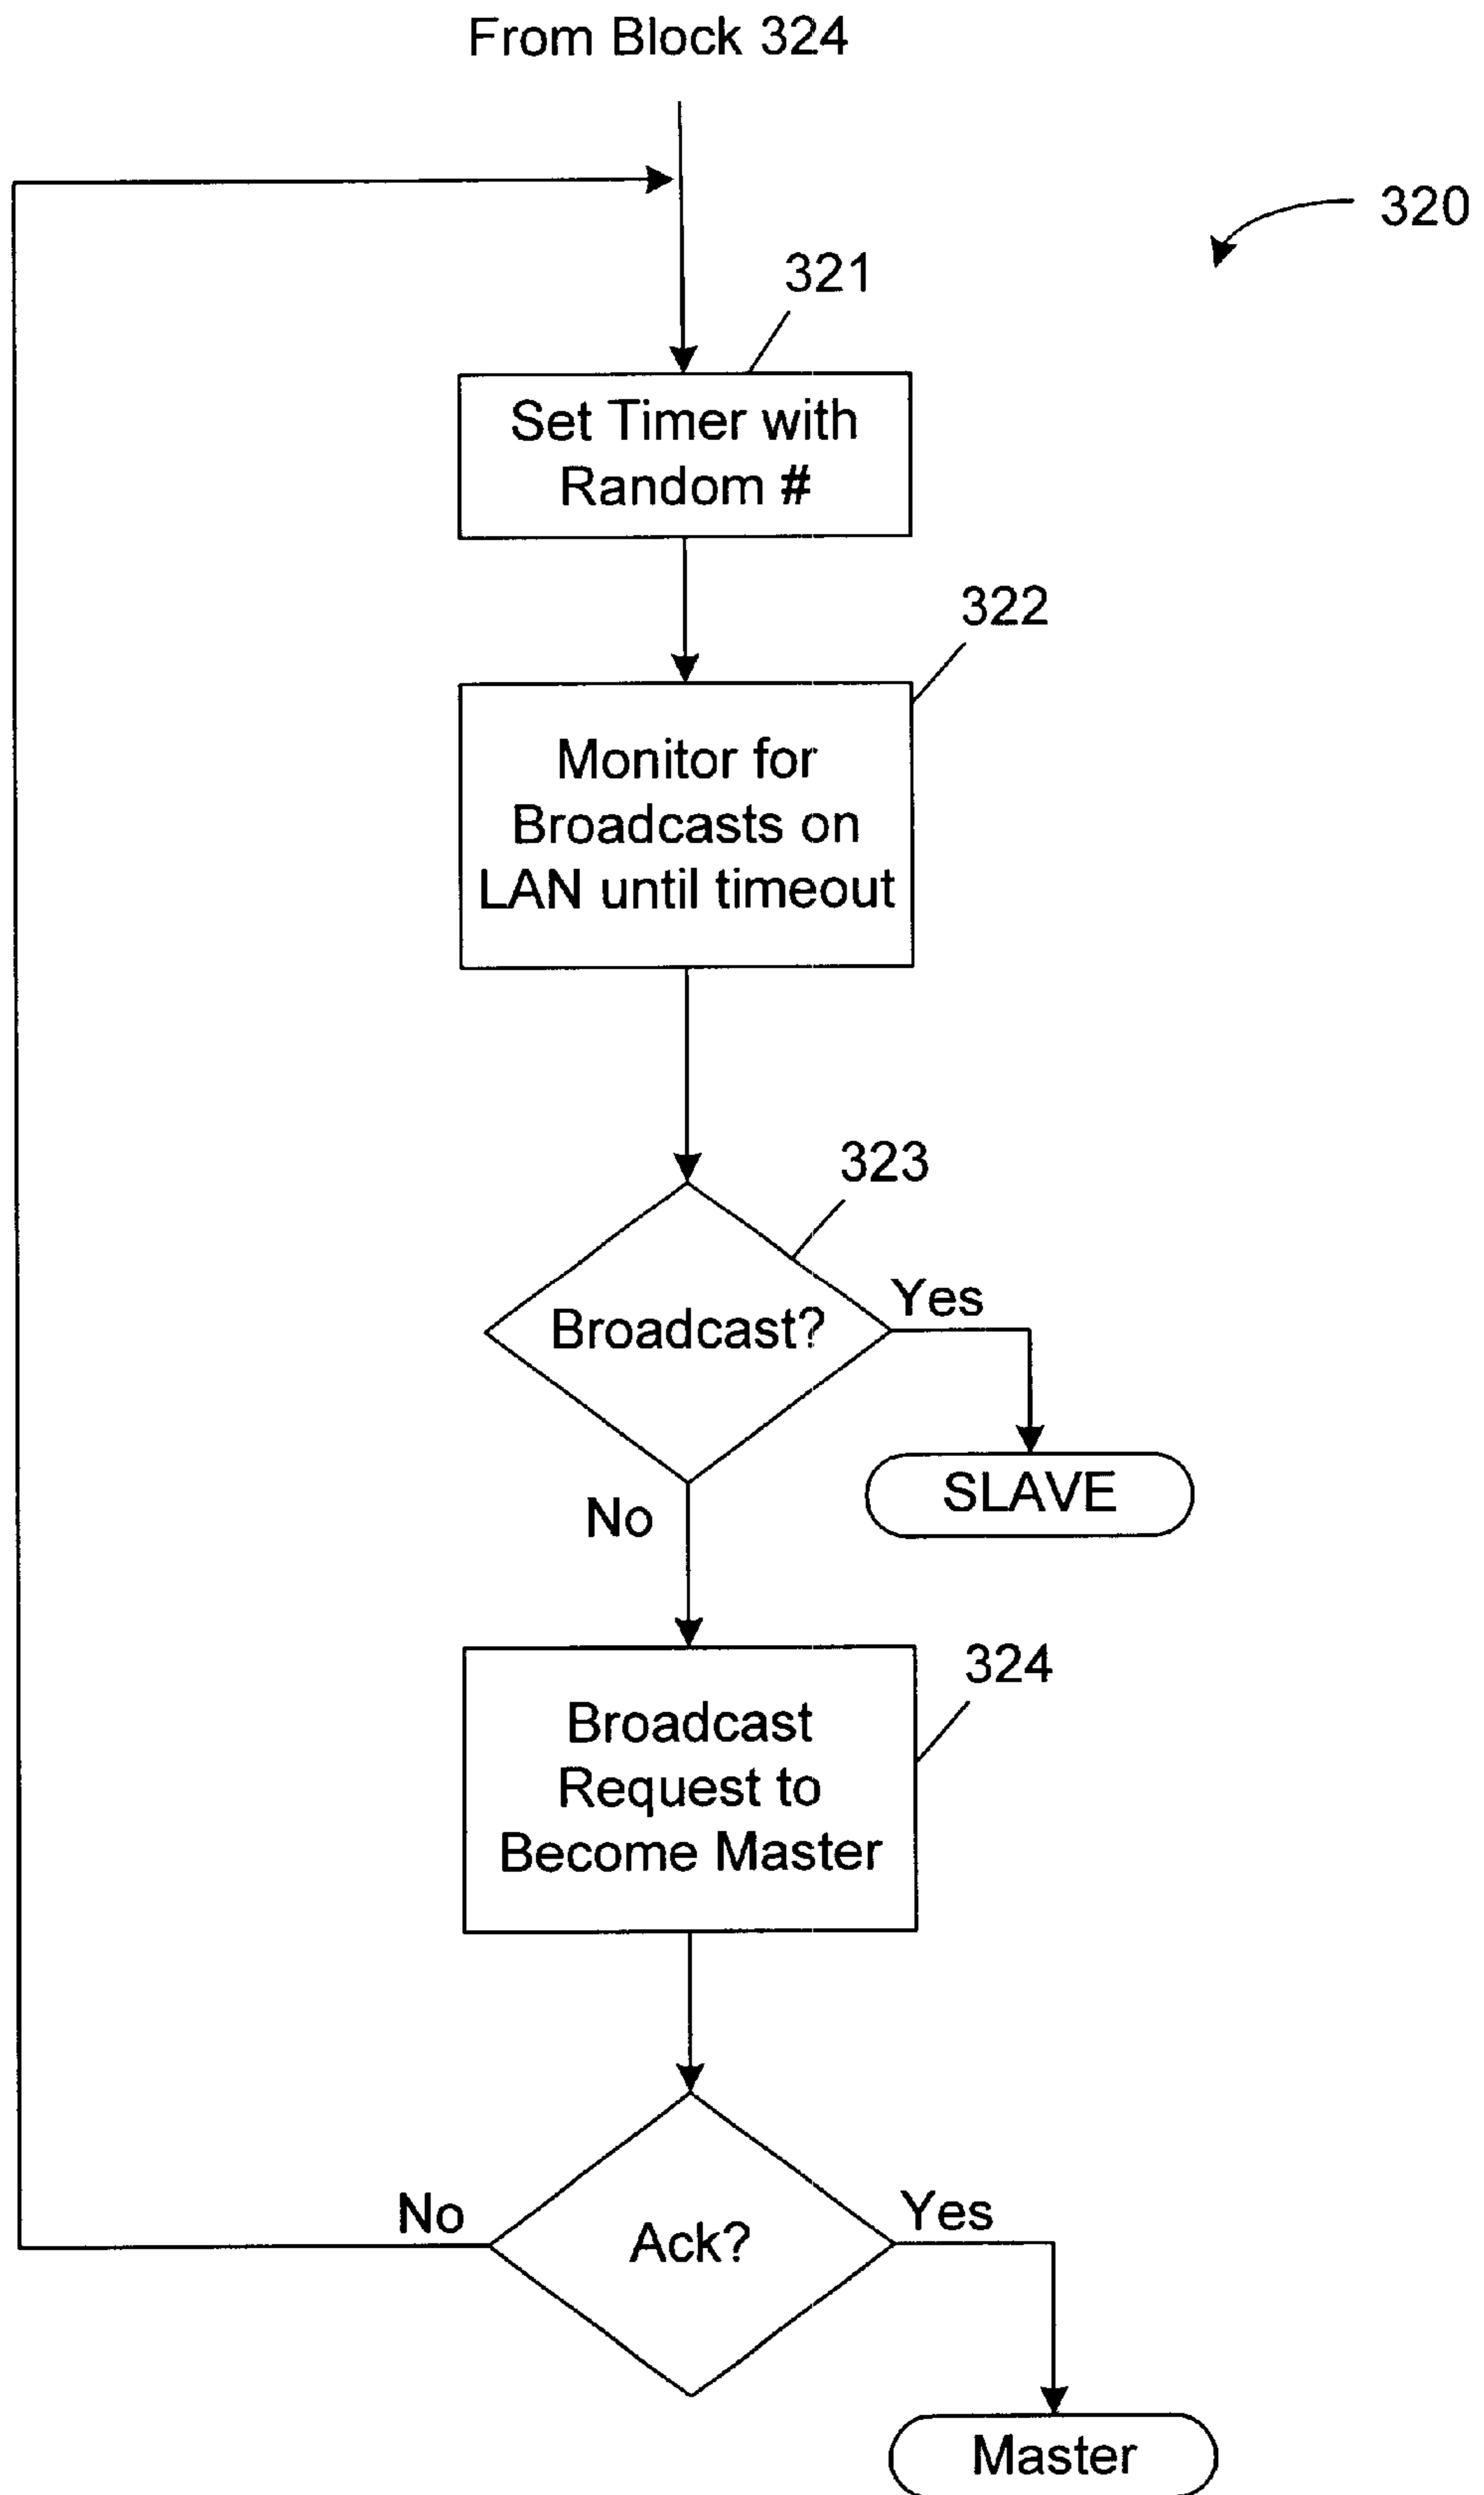 From Block 324
320
321
Set Timer with
Random #
322
Monitor for
Broadcasts on
LAN until timeout
323
Broadcast?
Yes
SLAVE
No
324
Broadcast
Request to
Become Master
No
Ack?
Yes
Master